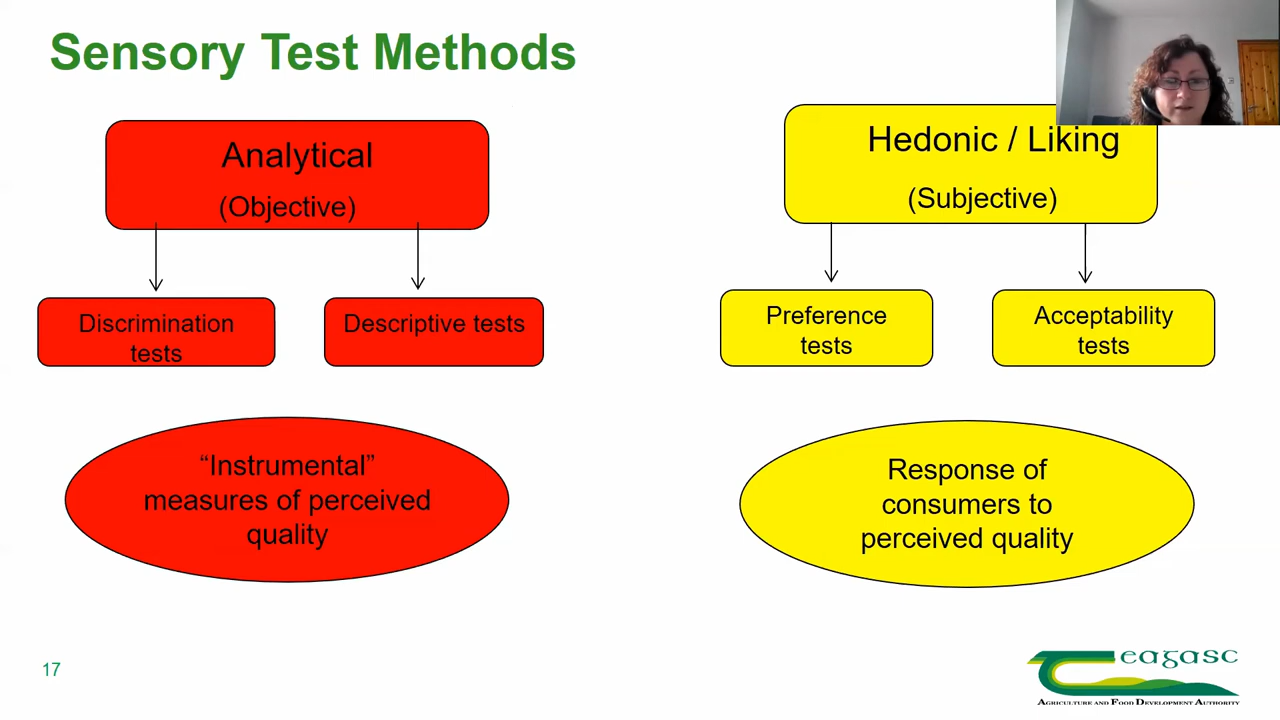 Sensory Test Methods
Analytical
(Objective)
Discrimination
tests
Descriptive tests
“Instrumental”
measures of perceived
quality
Hedonic / Liking
(Subjective)
Preference
tests
Acceptability
tests
Response of
consumers to
perceived quality
17
eagasc
AGRICULTURE AND FOOD DEVELOPMENT AUTHORITY